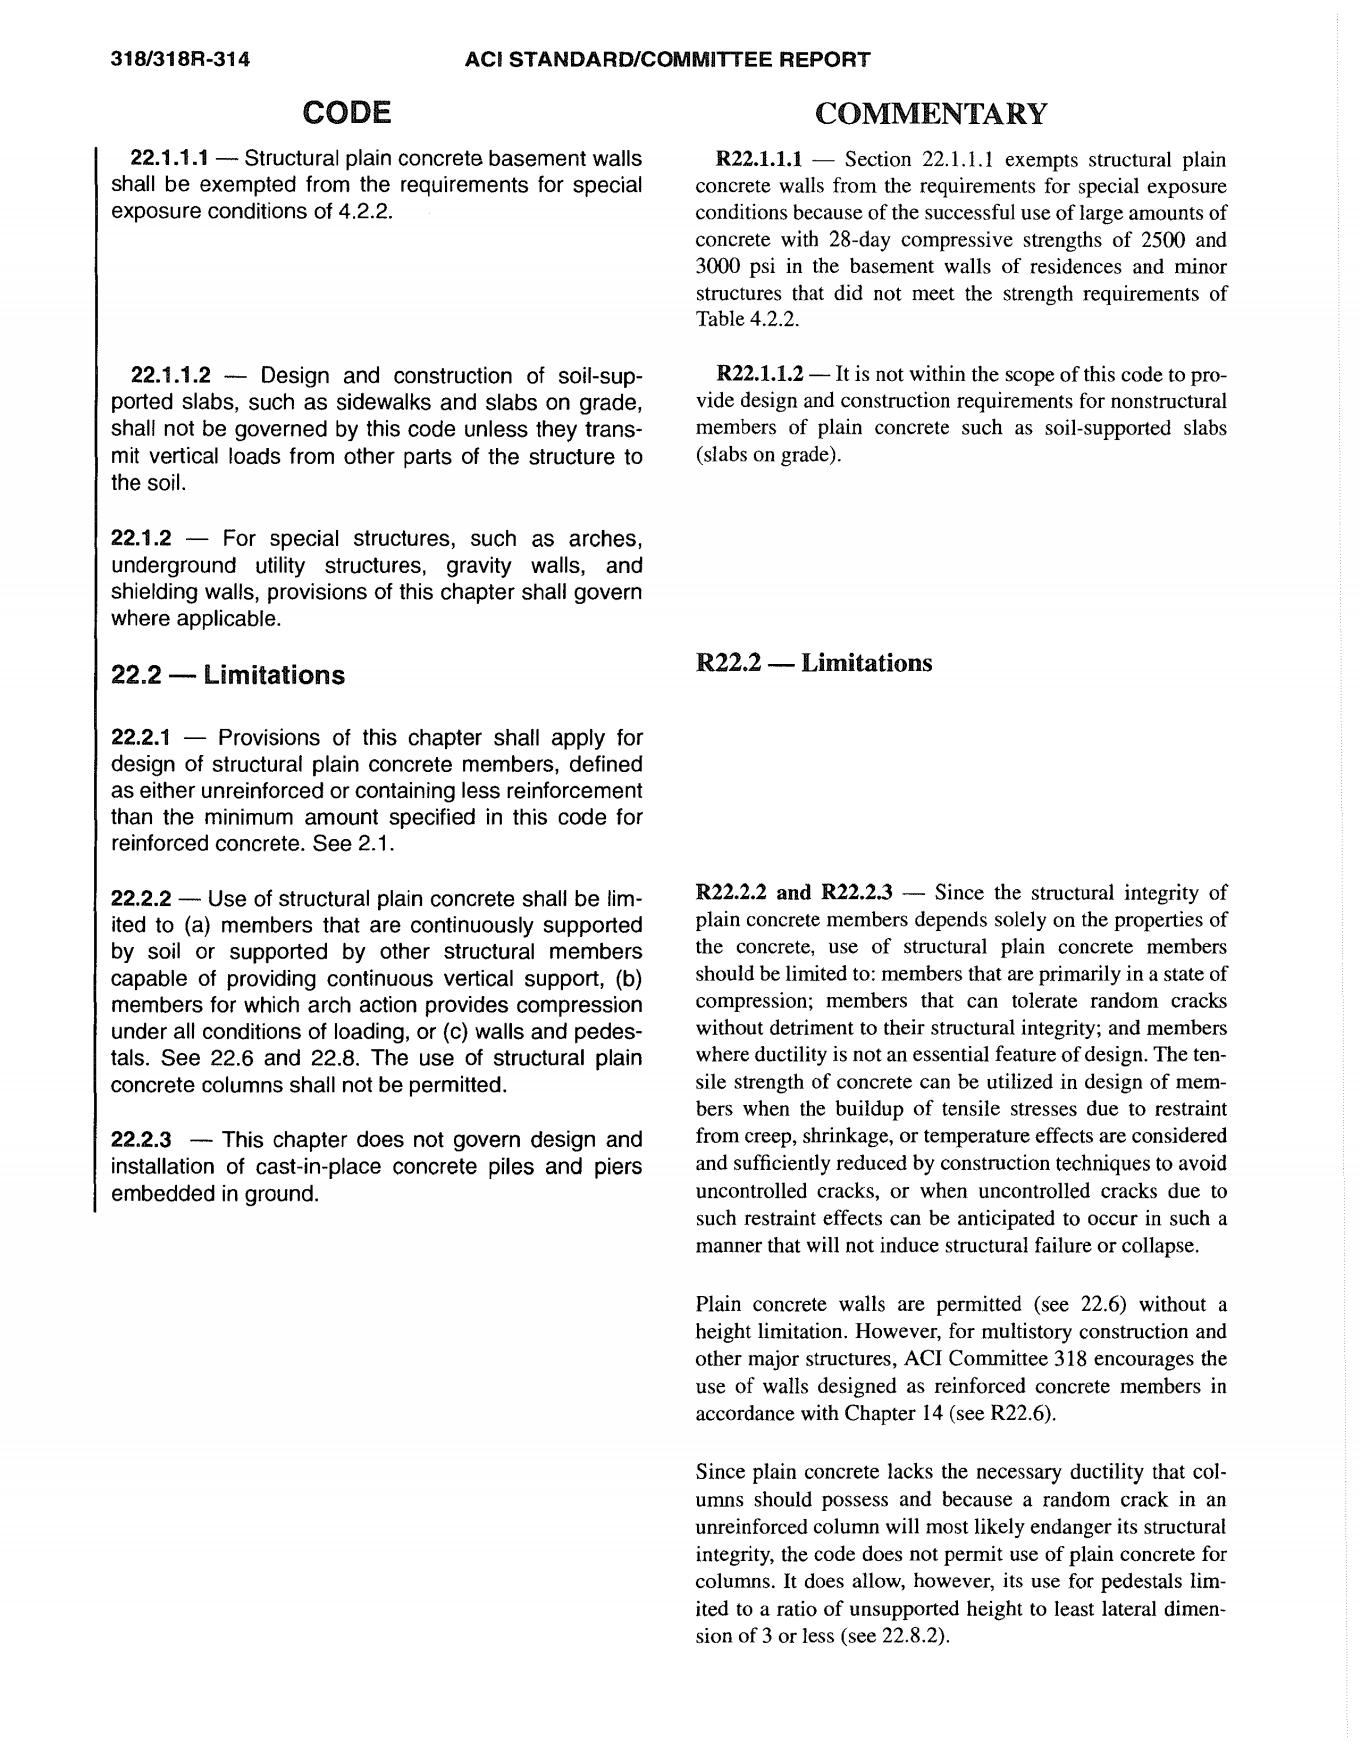 318/318R-314
ACI STANDARD/COMMITTEE REPORT
CODE
22.1.1.1 — Structural plain concrete basement walls
shall be exempted from the requirements for special
exposure conditions of 4.2.2.
22.1.1.2 — Design and construction of soil-sup-
ported slabs, such as sidewalks and slabs on grade,
shall not be governed by this code unless they trans-
mit vertical loads from other parts of the structure to
the soil.
22.1.2 — For special structures, such as arches,
underground utility structures, gravity walls, and
shielding walls, provisions of this chapter shall govern
where applicable.
22.2 — Limitations
22.2.1 — Provisions of this chapter shall apply for
design of structural plain concrete members, defined
as either unreinforced or containing less reinforcement
than the minimum amount specified in this code for
reinforced concrete. See 2.1.
22.2.2 — Use of structural plain concrete shall be lim-
ited to (a) members that are continuously supported
by soil or supported by other structural members
capable of providing continuous vertical support, (b)
members for which arch action provides compression
under all conditions of loading, or (c) walls and pedes-
tals. See 22.6 and 22.8. The use of structural plain
concrete columns shall not be permitted.
22.2.3 — This chapter does not govern design and
installation of cast-in-place concrete piles and piers
embedded in ground.
COMMENTARY
R22.1.1.1 — Section 22.1.1.1 exempts structural plain
concrete walls from the requirements for special exposure
conditions because of the successful use of large amounts of
concrete with 28-day compressive strengths of 2500 and
3000 psi in the basement walls of residences and minor
structures that did not meet the strength requirements of
Table 4.2.2.
R22.1.1.2 — It is not within the scope of this code to pro-
vide design and construction requirements for nonstructural
members of plain concrete such as soil-supported slabs
(slabs on grade).
R22.2 — Limitations
R22.2.2 and R22.2.3 — Since the structural integrity of
plain concrete members depends solely on the properties of
the concrete, use of structural plain concrete members
should be limited to: members that are primarily in a state of
compression; members that can tolerate random cracks
without detriment to their structural integrity; and members
where ductility is not an essential feature of design. The ten-
sile strength of concrete can be utilized in design of mem-
bers when the buildup of tensile stresses due to restraint
from creep, shrinkage, or temperature effects are considered
and sufficiently reduced by construction techniques to avoid
uncontrolled cracks, or when uncontrolled cracks due to
such restraint effects can be anticipated to occur in such a
manner that will not induce structural failure or collapse.
Plain concrete walls are permitted (see 22.6) without a
height limitation. However, for multistory construction and
other major structures, ACI Committee 318 encourages the
use of walls designed as reinforced concrete members in
accordance with Chapter 14 (see R22.6).
Since plain concrete lacks the necessary ductility that col-
umns should possess and because a random crack in an
unreinforced column will most likely endanger its structural
integrity, the code does not permit use of plain concrete for
columns. It does allow, however, its use for pedestals lim-
ited to a ratio of unsupported height to least lateral dimen-
sion of 3 or less (see 22.8.2).